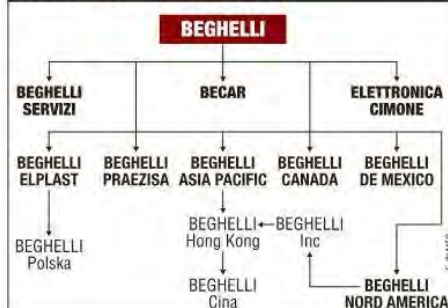 BEGHELLI
BEGHELLI
SERVIZI
BECAR
ELETTRONICA
CIMONE
BEGHELLI
ELPLAST
BEGHELLI
PRAEZISA
BEGHELLI
ASIA PACIFIC
BEGHELLI
CANADA
BEGHELLI
DE MEXICO
BEGHELLI
Polska
BEGHELLI
Hong Kong
BEGHELLI
Inc
BEGHELLI
Cina
BEGHELLI
NORD AMERICA